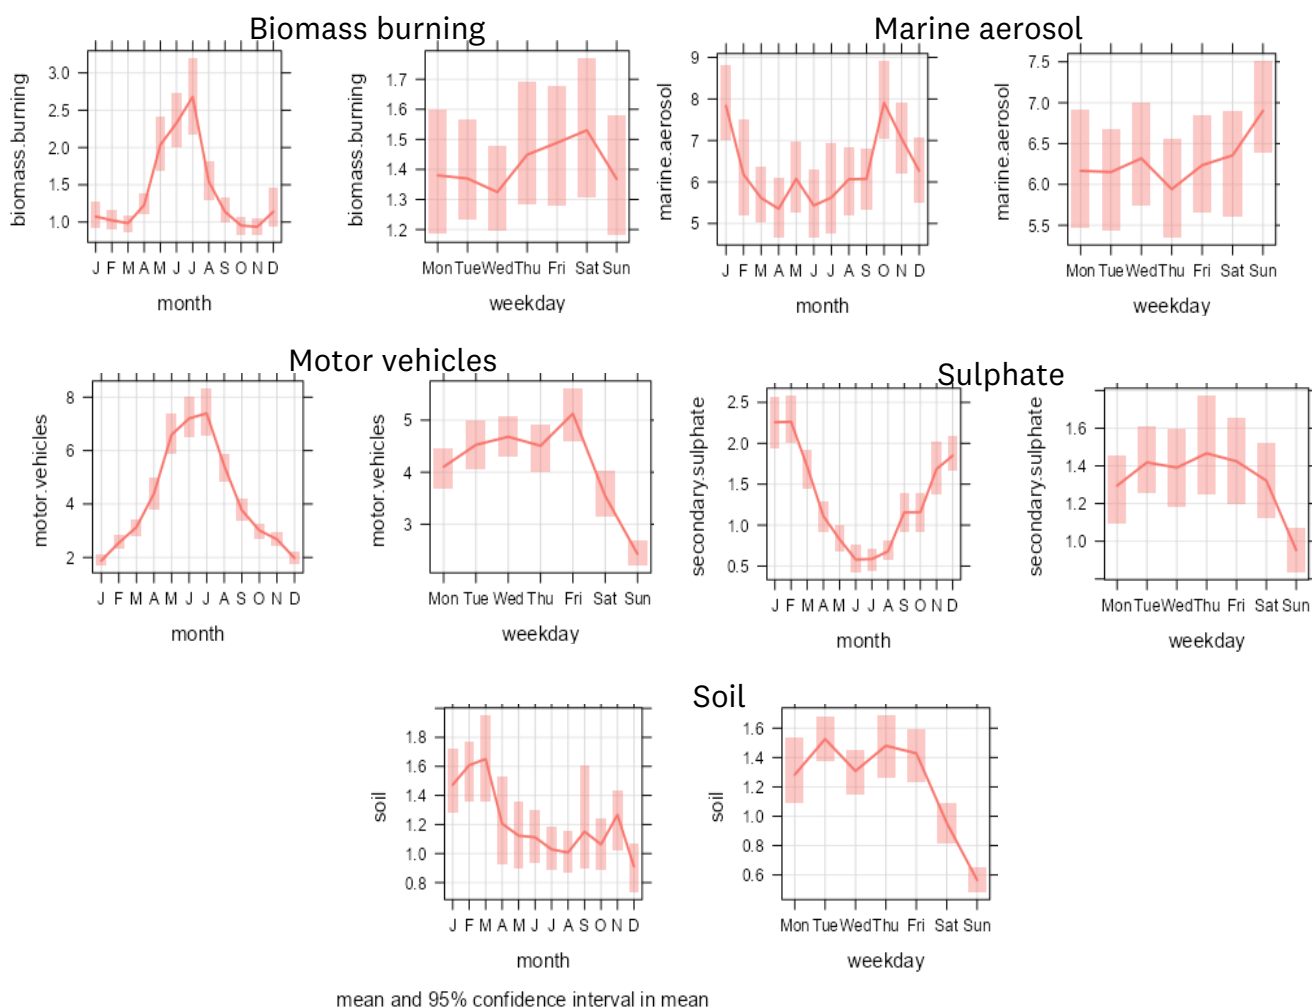 Biomass burning
Marine aerosol
biomass.burning
3.0
2.5
2.0
1.5
1.0
J F M A M J J A S O N D
month
biomass.burning
1.7
1.6
1.5
1.4
1.3
1.2
Mon Tue Wed Thu Fri Sat Sun
weekday
marine.aerosol
9
8
7
6
5
J F M A M J J A S O N D
month
marine.aerosol
7.5
7.0
6.5
6.0
5.5
Mon Tue Wed Thu Fri Sat Sun
weekday
Motor vehicles
Sulphate
motor.vehicles
8
6
4
2
J F M A M J J A S O N D
month
motor.vehicles
5
4
3
Mon Tue Wed Thu Fri Sat Sun
weekday
secondary.sulphate
2.5
2.0
1.5
1.0
0.5
J F M A M J J A S O N D
month
secondary.sulphate
1.6
1.4
1.2
1.0
Mon Tue Wed Thu Fri Sat Sun
weekday
Soil
soil
1.8
1.6
1.4
1.2
1.0
0.8
J F M A M J J A S O N D
month
soil
1.6
1.4
1.2
1.0
0.8
0.6
Mon Tue Wed Thu Fri Sat Sun
weekday
mean and 95% confidence interval in mean